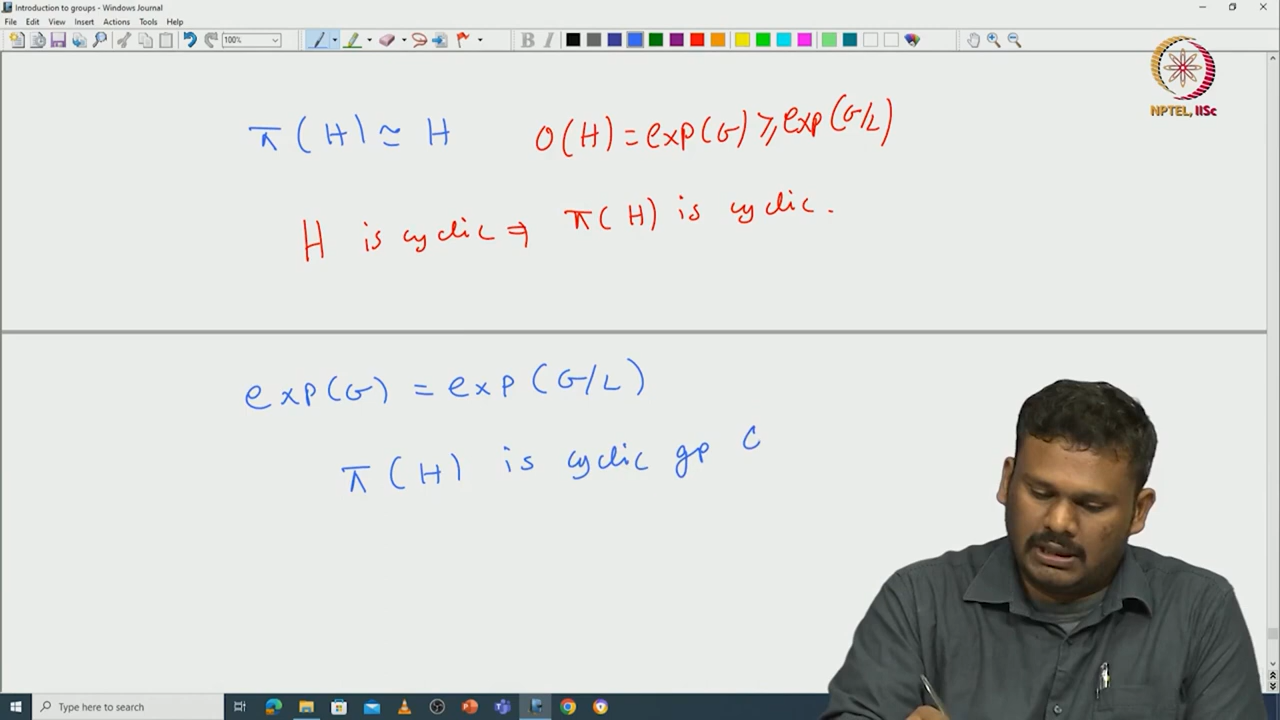 Introduction to groups - Windows Journal
File Edit View Insert Actions Tools Help
100%
B I
NPTEL, IISc
π(H) ≃ H O(H) = exp(G) ⩾ exp(G/L)
H is cyclic ⇒ π(H) is cyclic.
exp(G) = exp(G/L)
π(H) is cyclic gp
Type here to search